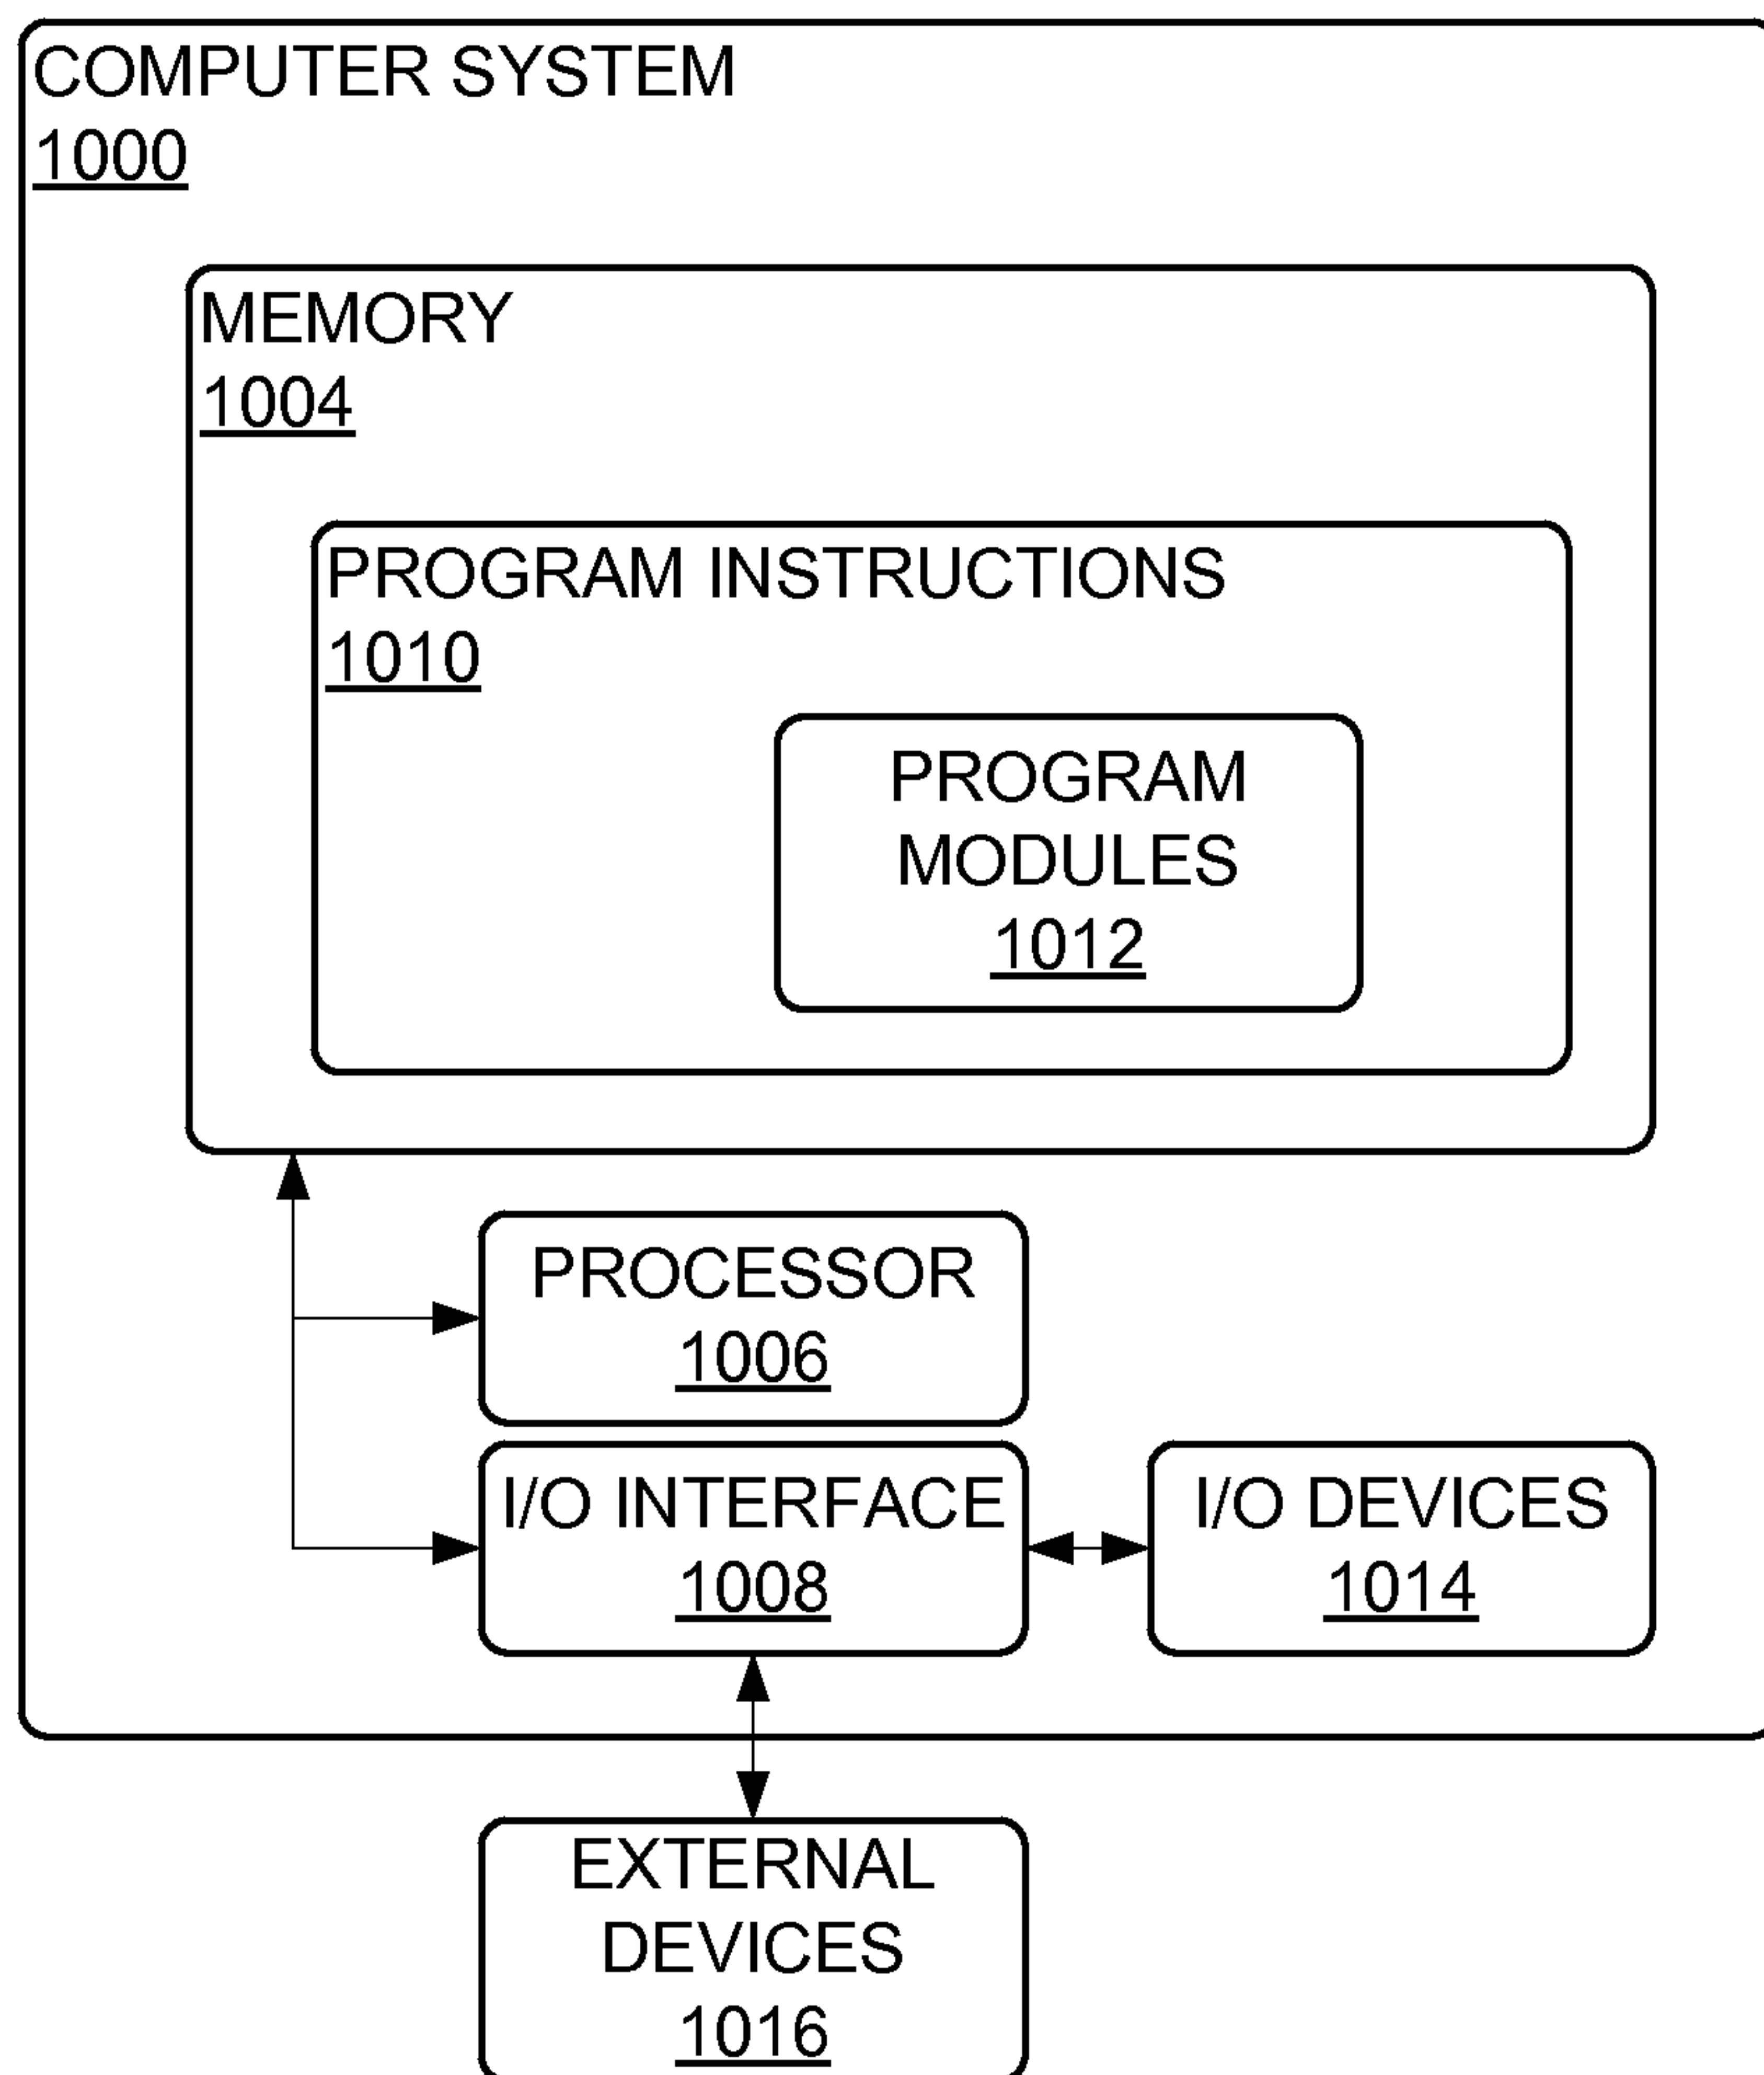 COMPUTER SYSTEM
1000
MEMORY
1004
PROGRAM INSTRUCTIONS
1010
PROGRAM
MODULES
1012
PROCESSOR
1006
I/O INTERFACE
1008
I/O DEVICES
1014
EXTERNAL
DEVICES
1016